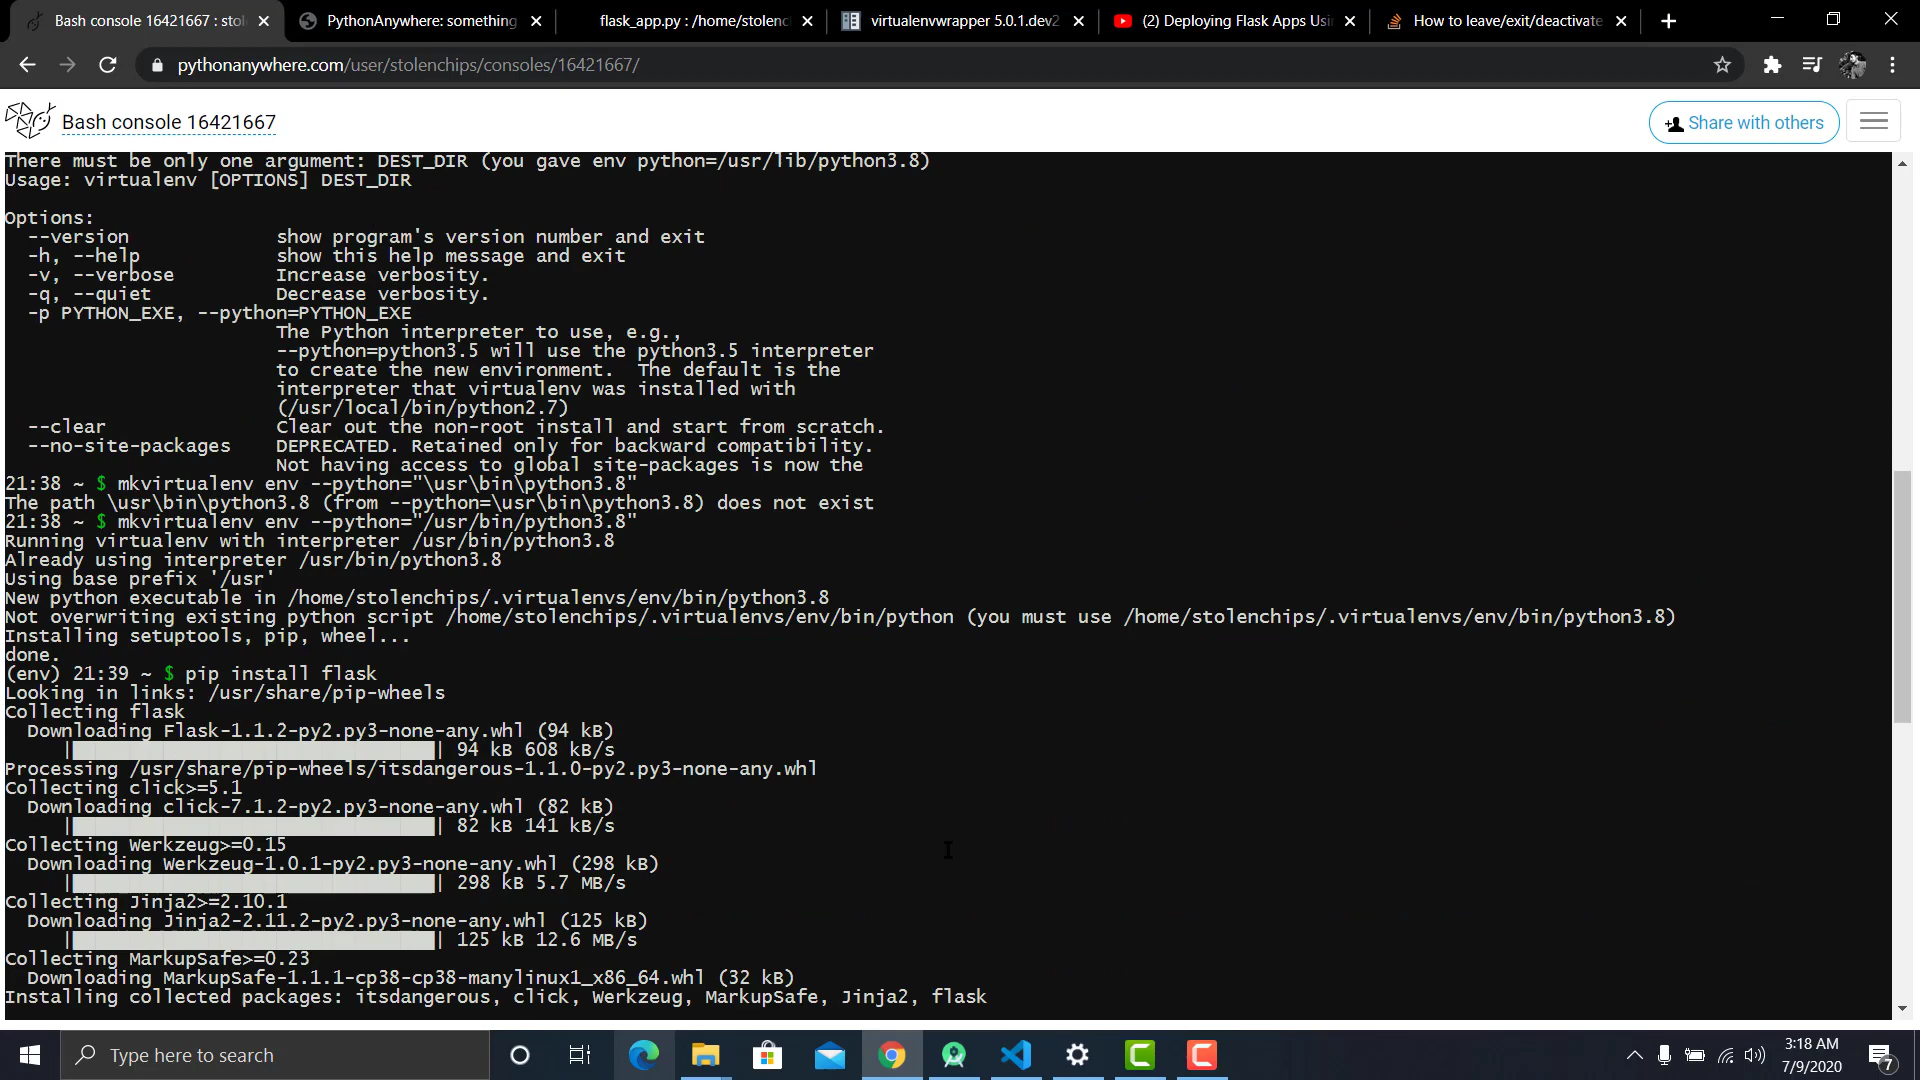 Bash console 16421667 : stol
PythonAnywhere: something
flask_app.py : /home/stolench
virtualenvwrapper 5.0.1.dev2
(2) Deploying Flask Apps Usi
How to leave/exit/deactivate
pythonanywhere.com/user/stolenchips/consoles/16421667/
Bash console 16421667
Share with others
There must be only one argument: DEST_DIR (you gave env python=/usr/lib/python3.8)
Usage: virtualenv [OPTIONS] DEST_DIR
Options:
--version show program's version number and exit
-h, --help show this help message and exit
-v, --verbose Increase verbosity.
-q, --quiet Decrease verbosity.
-p PYTHON_EXE, --python=PYTHON_EXE
The Python interpreter to use, e.g.,
--python=python3.5 will use the python3.5 interpreter
to create the new environment. The default is the
interpreter that virtualenv was installed with
(/usr/local/bin/python2.7)
--clear Clear out the non-root install and start from scratch.
--no-site-packages DEPRECATED. Retained only for backward compatibility.
Not having access to global site-packages is now the
21:38 ~ $ mkvirtualenv env --python="\usr\bin\python3.8"
The path \usr\bin\python3.8 (from --python=\usr\bin\python3.8) does not exist
21:38 ~ $ mkvirtualenv env --python="/usr/bin/python3.8"
Running virtualenv with interpreter /usr/bin/python3.8
Already using interpreter /usr/bin/python3.8
Using base prefix '/usr'
New python executable in /home/stolenchips/.virtualenvs/env/bin/python3.8
Not overwriting existing python script /home/stolenchips/.virtualenvs/env/bin/python (you must use /home/stolenchips/.virtualenvs/env/bin/python3.8)
Installing setuptools, pip, wheel...
done.
(env) 21:39 ~ $ pip install flask
Looking in links: /usr/share/pip-wheels
Collecting flask
Downloading Flask-1.1.2-py2.py3-none-any.whl (94 kB)
| | 94 kB 608 kB/s
Processing /usr/share/pip-wheels/itsdangerous-1.1.0-py2.py3-none-any.whl
Collecting click>=5.1
Downloading click-7.1.2-py2.py3-none-any.whl (82 kB)
| | 82 kB 141 kB/s
Collecting Werkzeug>=0.15
Downloading Werkzeug-1.0.1-py2.py3-none-any.whl (298 kB)
| | 298 kB 5.7 MB/s
Collecting Jinja2>=2.10.1
Downloading Jinja2-2.11.2-py2.py3-none-any.whl (125 kB)
| | 125 kB 12.6 MB/s
Collecting MarkupSafe>=0.23
Downloading MarkupSafe-1.1.1-cp38-cp38-manylinux1_x86_64.whl (32 kB)
Installing collected packages: itsdangerous, click, Werkzeug, MarkupSafe, Jinja2, flask
Type here to search
3:18 AM
7/9/2020
7